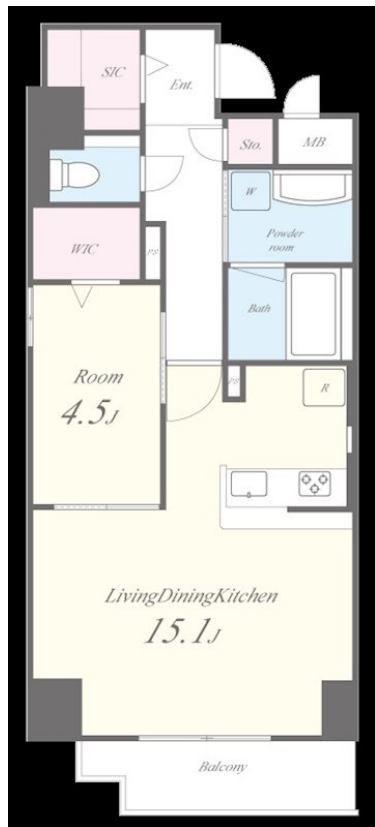 SIC
Ent.
Sto.
MB
W
Powder
room
WIC
PS
Bath
Room
4.5J
PS
R
LivingDiningKitchen
15.1J
Balcony